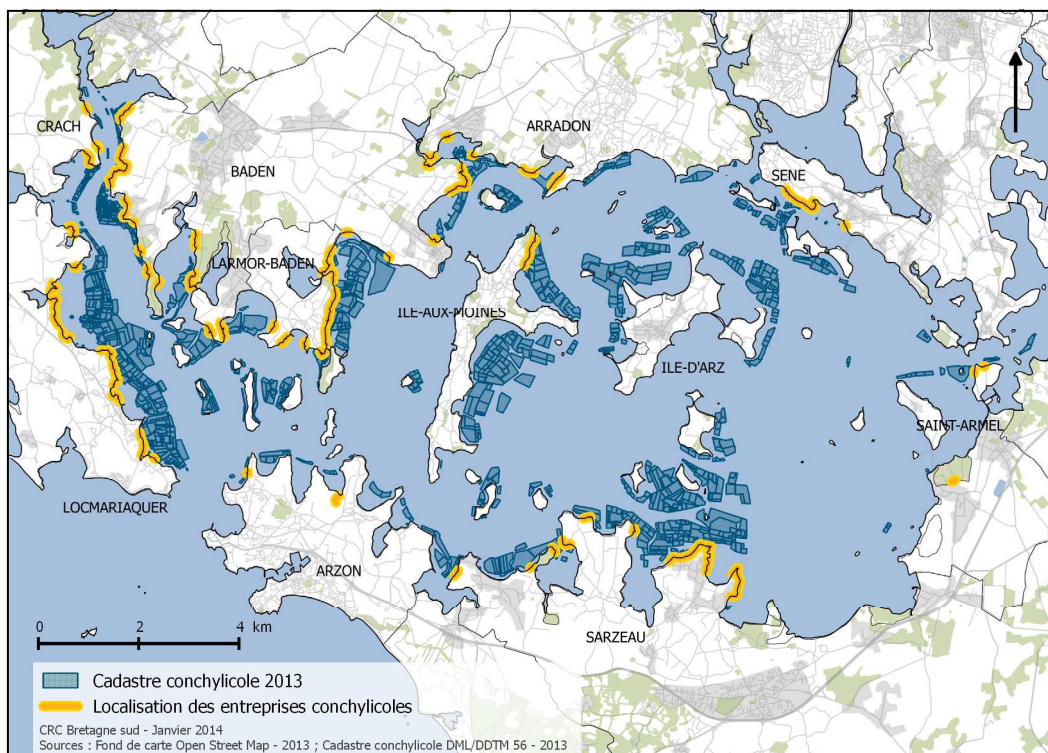 CRACH
ARRADON
BADEN
SENE
LARMOR-BADEN
ILE-AUX-MOINES
ILE-D'ARZ
SAINT-ARMEL
LOCMARIAQUER
ARZON
SARZEAU
0 2 4 km
Cadastre conchylicole 2013
Localisation des entreprises conchylicoles
CRC Bretagne sud - Janvier 2014
Sources : Fond de carte Open Street Map - 2013 ; Cadastre conchylicole DML/DDTM 56 - 2013